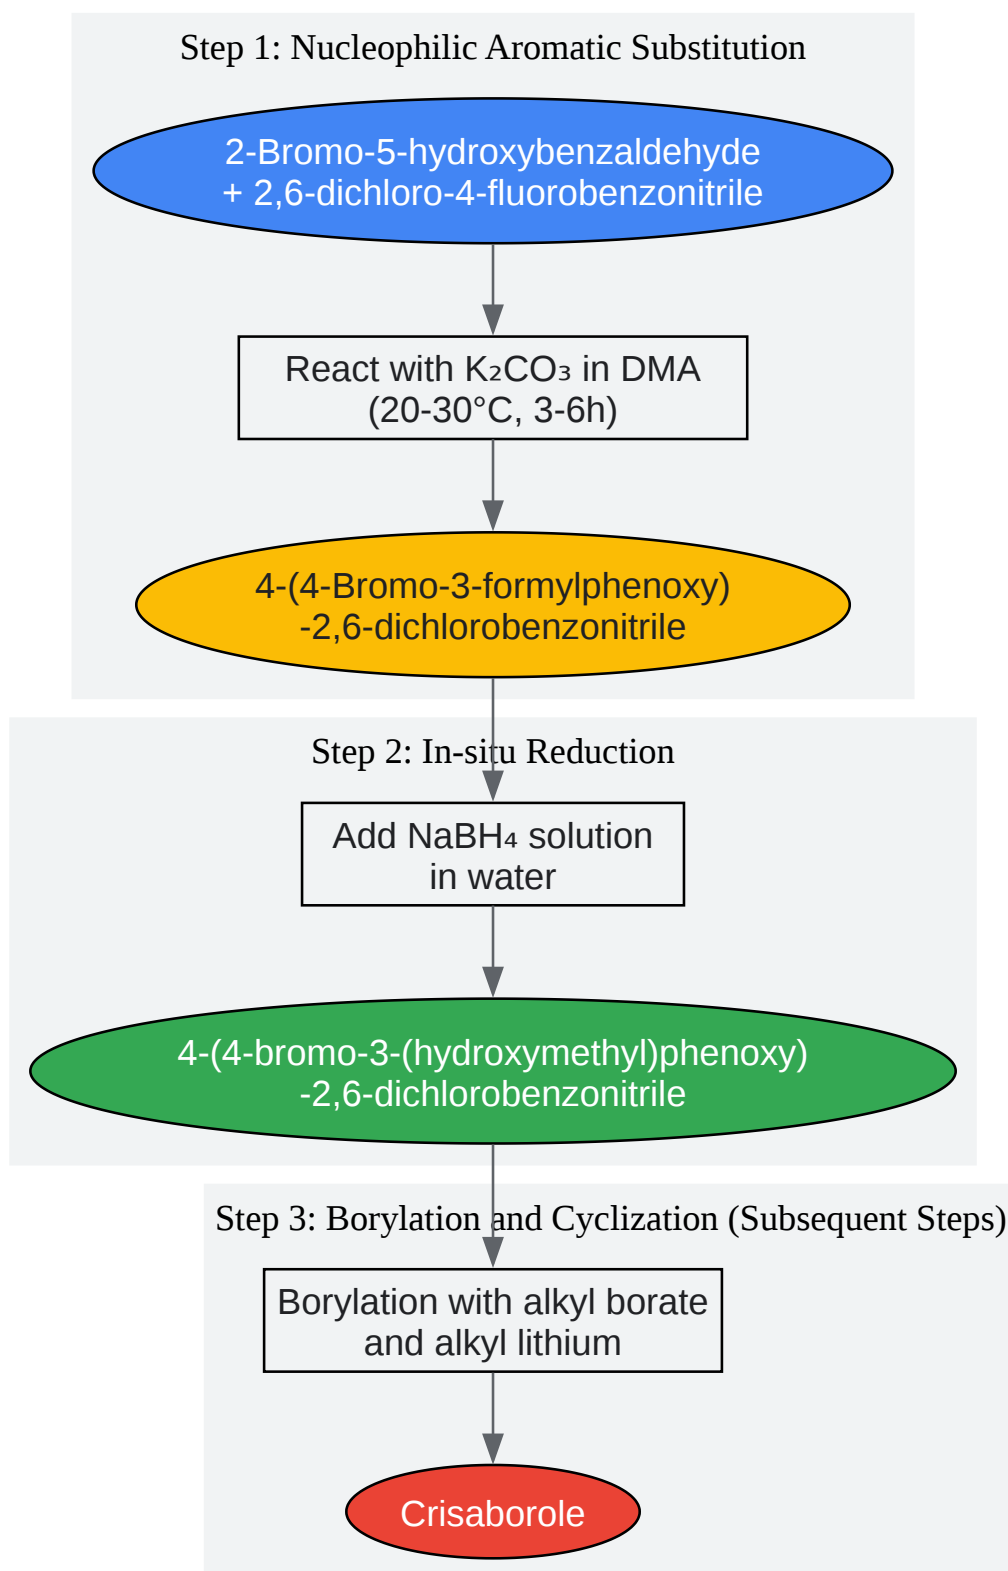 Step 1: Nucleophilic Aromatic Substitution
2-Bromo-5-hydroxybenzaldehyde
+ 2,6-dichloro-4-fluorobenzonitrile
React with K₂CO₃ in DMA
(20-30°C, 3-6h)
4-(4-Bromo-3-formylphenoxy)
-2,6-dichlorobenzonitrile
Step 2: In-situ Reduction
Add NaBH₄ solution
in water
4-(4-bromo-3-(hydroxymethyl)phenoxy)
-2,6-dichlorobenzonitrile
Step 3: Borylation and Cyclization (Subsequent Steps)
Borylation with alkyl borate
and alkyl lithium
Crisaborole